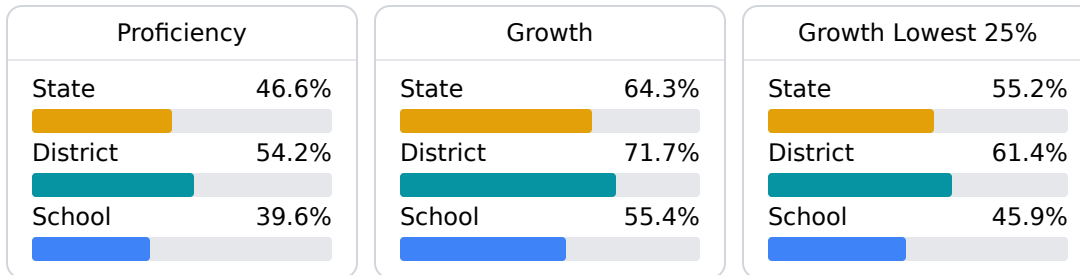 Proficiency
State 46.6%
District 54.2%
School 39.6%
Growth
State 64.3%
District 71.7%
School 55.4%
Growth Lowest 25%
State 55.2%
District 61.4%
School 45.9%